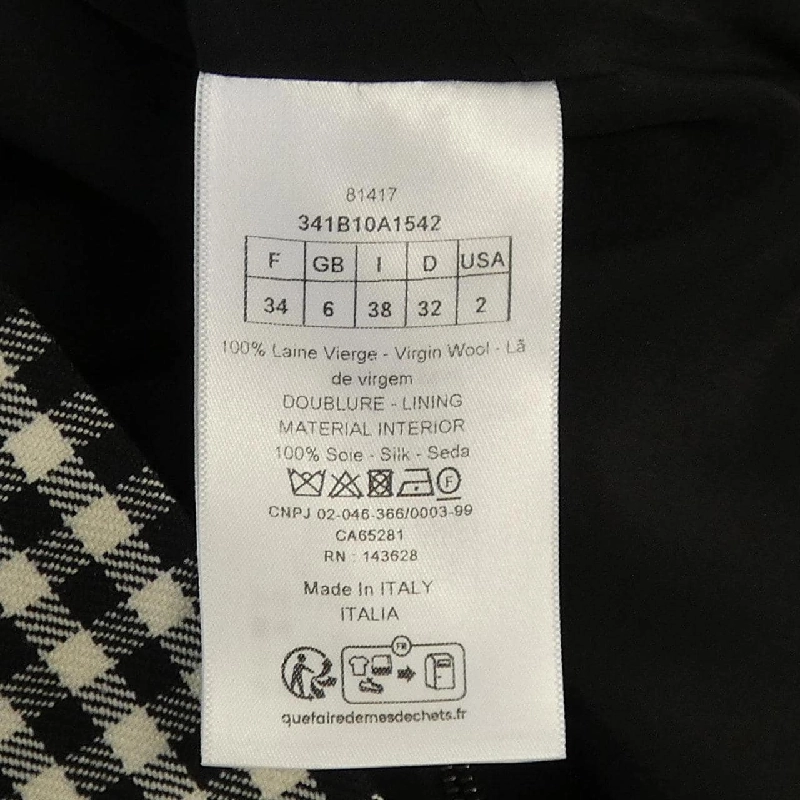 81417
341B10A1542
F GB I D USA
34 6 38 32 2
100% Laine Vierge - Virgin Wool - Lã
de virgem
DOUBLURE - LINING
MATERIAL INTERIOR
100% Soie - Silk - Seda
F
CNPJ 02-046-366/0003-99
CA65281
RN : 143628
Made In ITALY
ITALIA
FR
quefairedemesdechets.fr